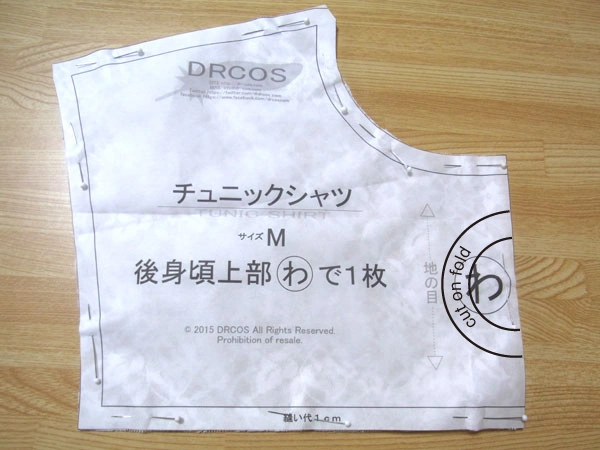 DRCOS
チュニックシャツ
TUNIC SHIRT
サイズ M
後身頃上部 わ で1枚
地の目
cut on fold
わ
© 2015 DRCOS All Rights Reserved.
Prohibition of resale.
縫い代1cm